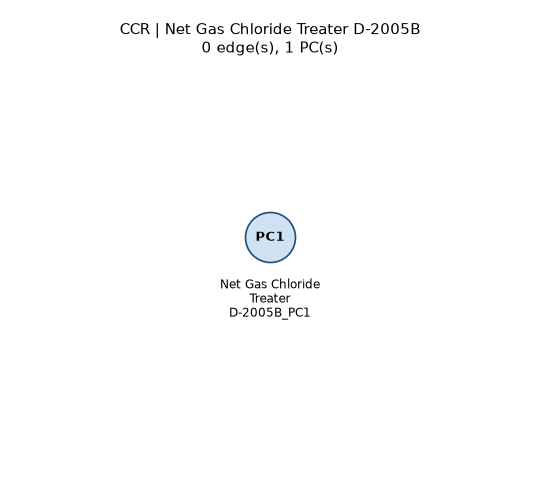 CCR | Net Gas Chloride Treater D-2005B
0 edge(s), 1 PC(s)
PC1
Net Gas Chloride
Treater
D-2005B_PC1